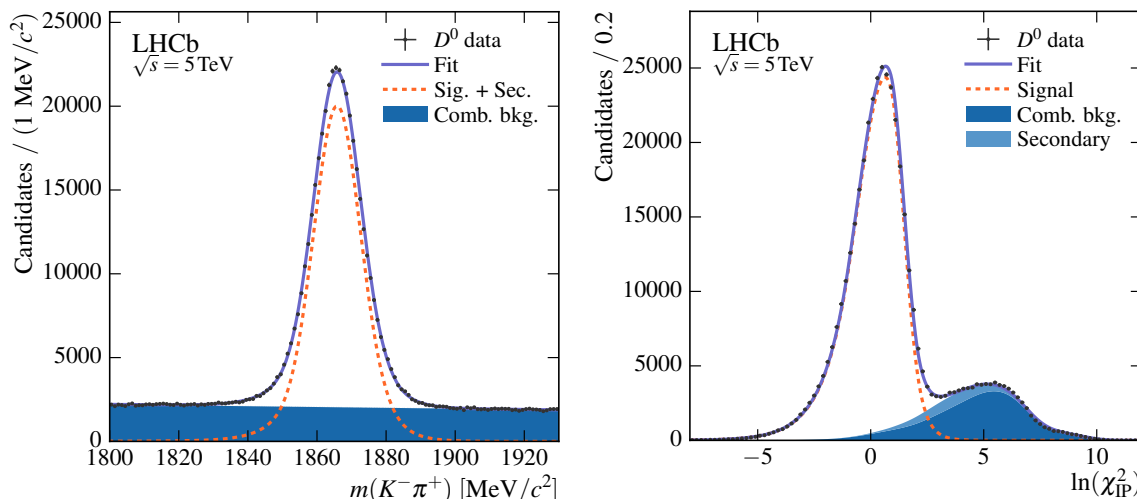 Candidates / (1 MeV/c²)
25000
20000
15000
10000
5000
0
LHCb
√s = 5 TeV
D⁰ data
Fit
Sig. + Sec.
Comb. bkg.
1800 1820 1840 1860 1880 1900 1920
m(K⁻π⁺) [MeV/c²]
Candidates / 0.2
25000
20000
15000
10000
5000
0
LHCb
√s = 5 TeV
D⁰ data
Fit
Signal
Comb. bkg.
Secondary
−5 0 5 10
ln(χ²_IP)